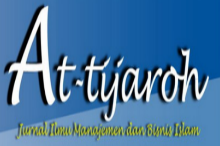 At-tijaroh
Jurnal Ilmu Manajemen dan Bisnis Islam